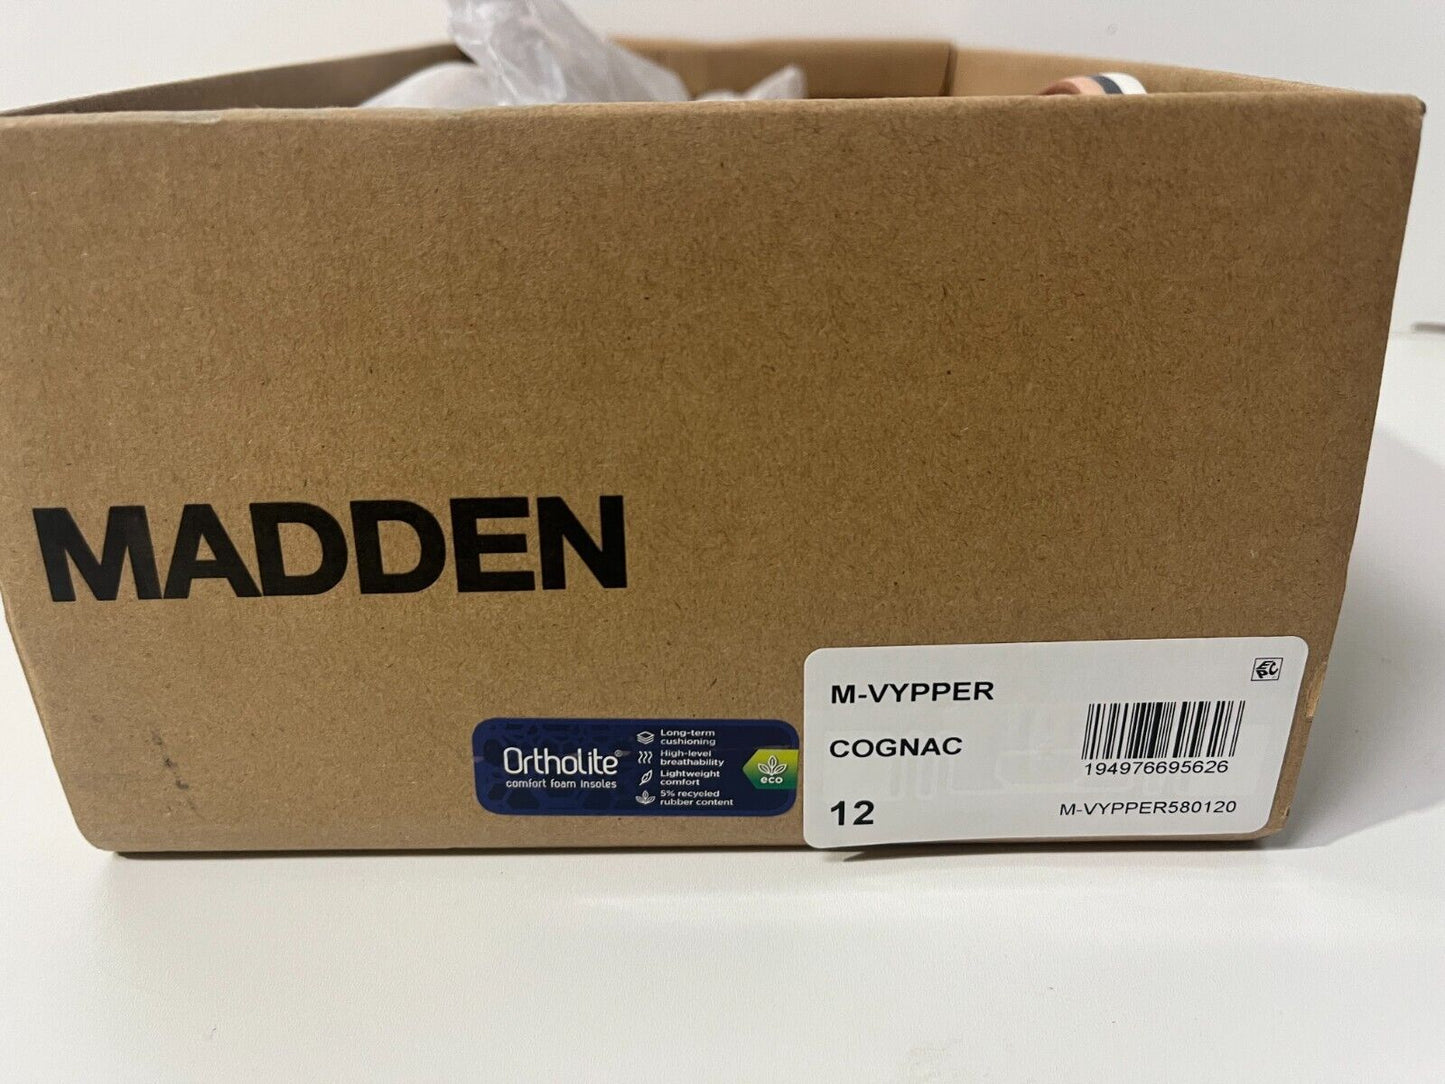 MADDEN
Ortholite®
comfort foam insoles
Long-term
cushioning
High-level
breathability
Lightweight
comfort
5% recycled
rubber content
eco
M-VYPPER
COGNAC
12
194976695626
M-VYPPER580120